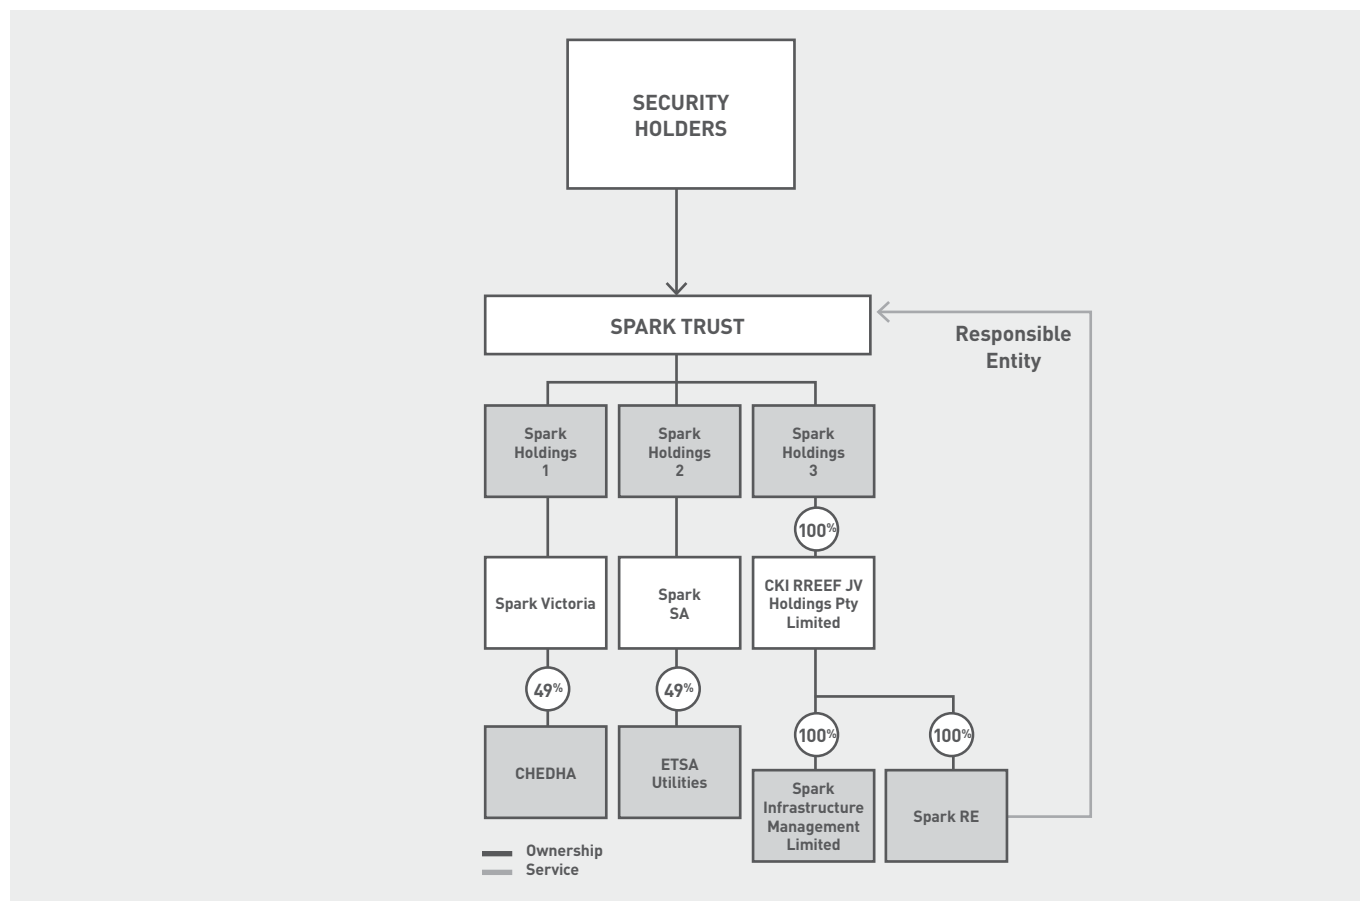 SECURITY
HOLDERS
SPARK TRUST
Responsible
Entity
Spark
Holdings
1
Spark
Holdings
2
Spark
Holdings
3
100%
Spark Victoria
Spark
SA
CKI RREEF JV
Holdings Pty
Limited
49%
49%
100%
100%
CHEDHA
ETSA
Utilities
Spark
Infrastructure
Management
Limited
Spark RE
Ownership
Service